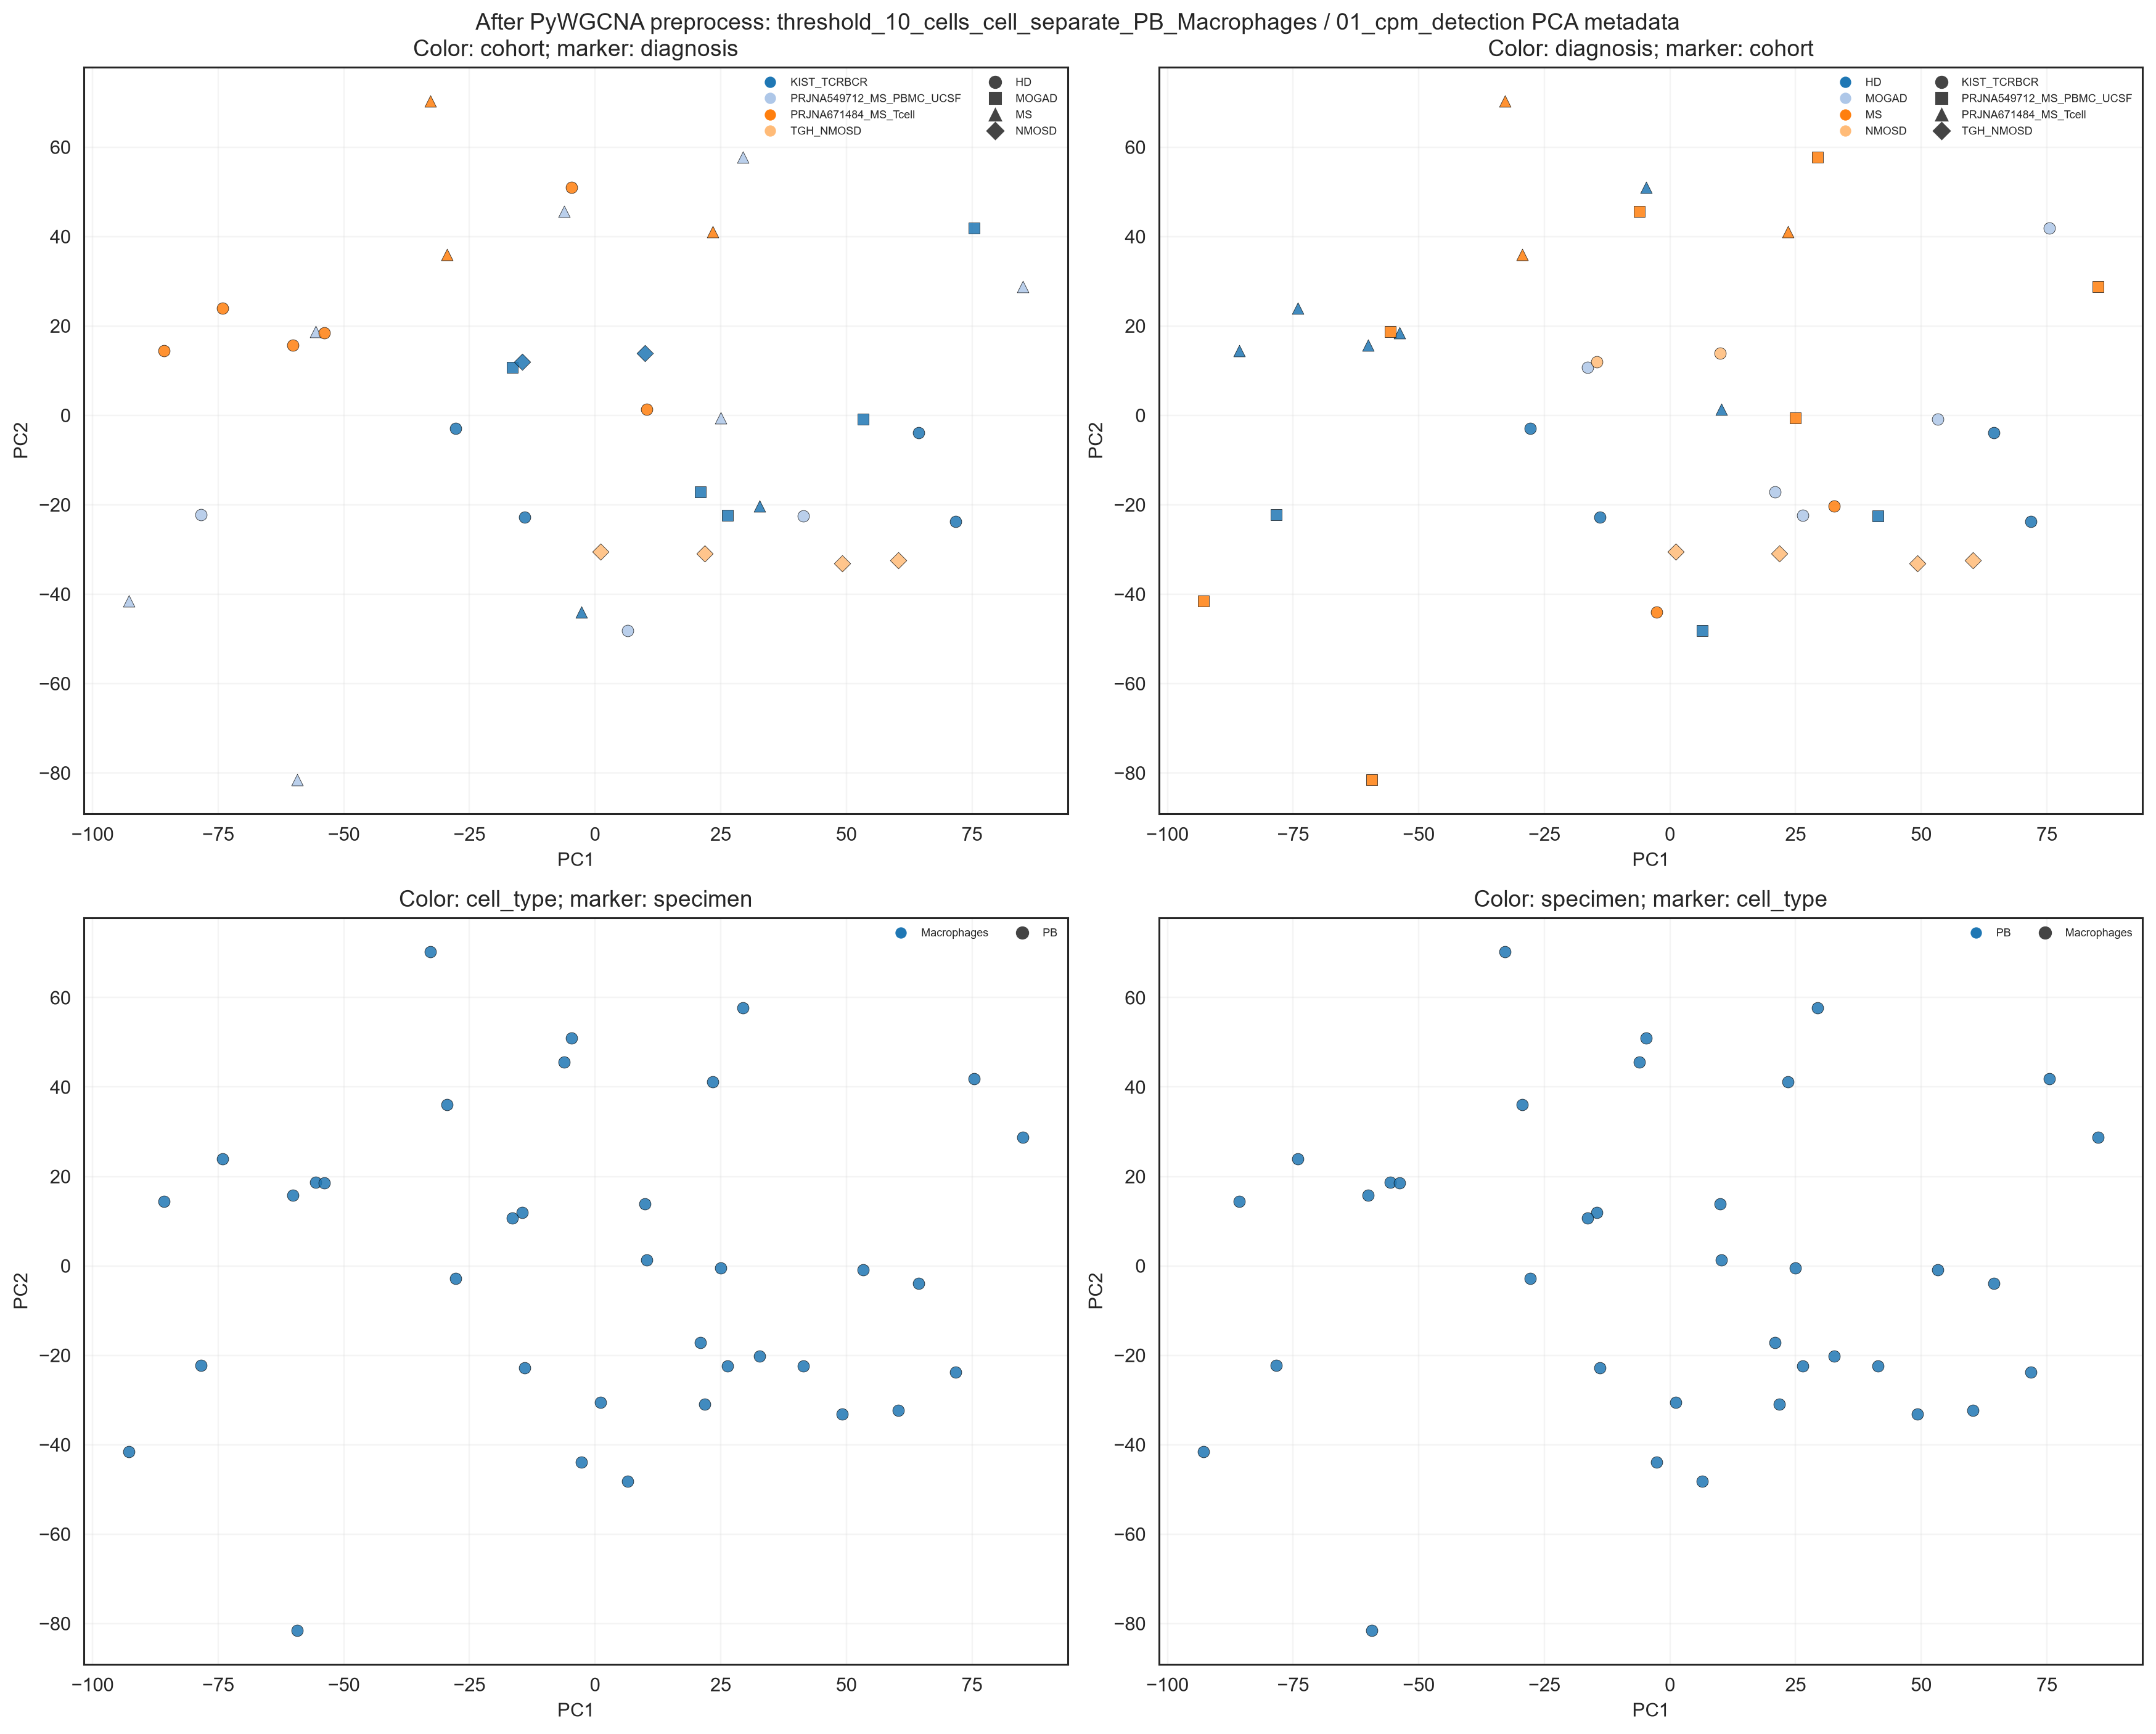 After PyWGCNA preprocess: threshold_10_cells_cell_separate_PB_Macrophages / 01_cpm_detection PCA metadata
Color: cohort; marker: diagnosis
KIST_TCRBCR
PRJNA549712_MS_PBMC_UCSF
PRJNA671484_MS_Tcell
TGH_NMOSD
HD
MOGAD
MS
NMOSD
60
40
20
0
−20
−40
−60
−80
PC2
−100
−75
−50
−25
0
25
50
75
PC1
Color: diagnosis; marker: cohort
HD
MOGAD
MS
NMOSD
KIST_TCRBCR
PRJNA549712_MS_PBMC_UCSF
PRJNA671484_MS_Tcell
TGH_NMOSD
60
40
20
0
−20
−40
−60
−80
PC2
−100
−75
−50
−25
0
25
50
75
PC1
Color: cell_type; marker: specimen
Macrophages
PB
60
40
20
0
−20
−40
−60
−80
PC2
−100
−75
−50
−25
0
25
50
75
PC1
Color: specimen; marker: cell_type
PB
Macrophages
60
40
20
0
−20
−40
−60
−80
PC2
−100
−75
−50
−25
0
25
50
75
PC1